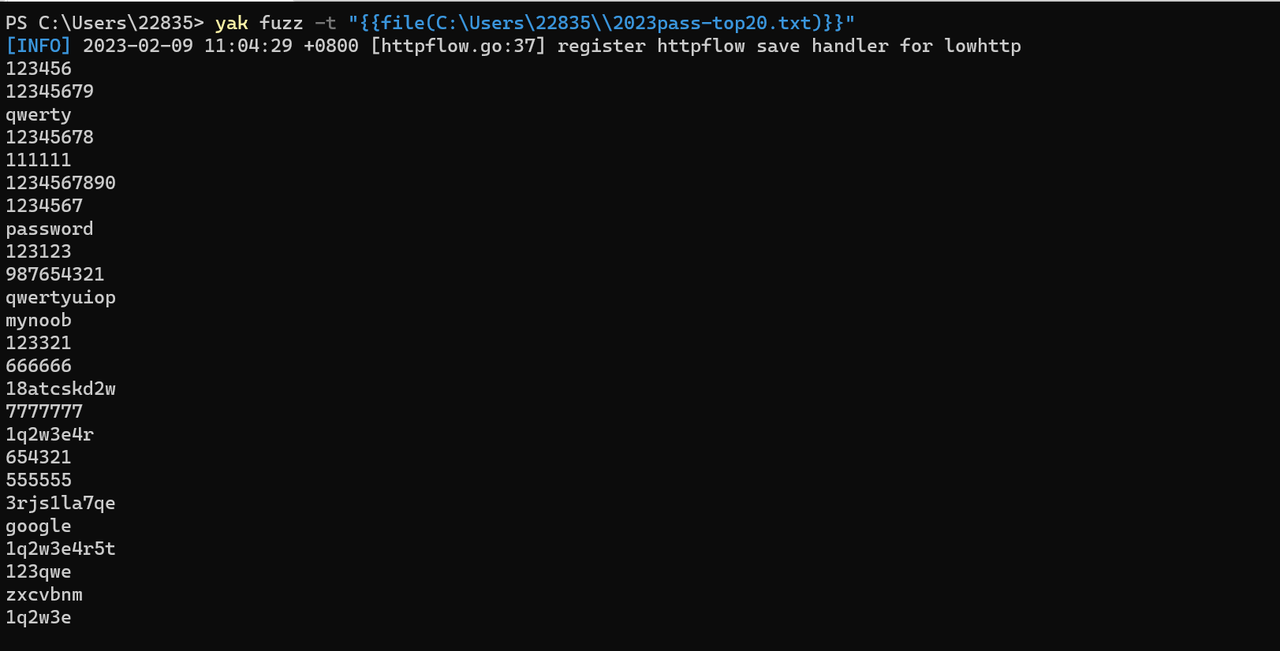 PS C:\Users\22835> yak fuzz -t "{{file(C:\Users\22835\\2023pass-top20.txt)}}"
[INFO] 2023-02-09 11:04:29 +0800 [httpflow.go:37] register httpflow save handler for lowhttp
123456
12345679
qwerty
12345678
111111
1234567890
1234567
password
123123
987654321
qwertyuiop
mynoob
123321
666666
18atcskd2w
7777777
1q2w3e4r
654321
555555
3rjs1la7qe
google
1q2w3e4r5t
123qwe
zxcvbnm
1q2w3e